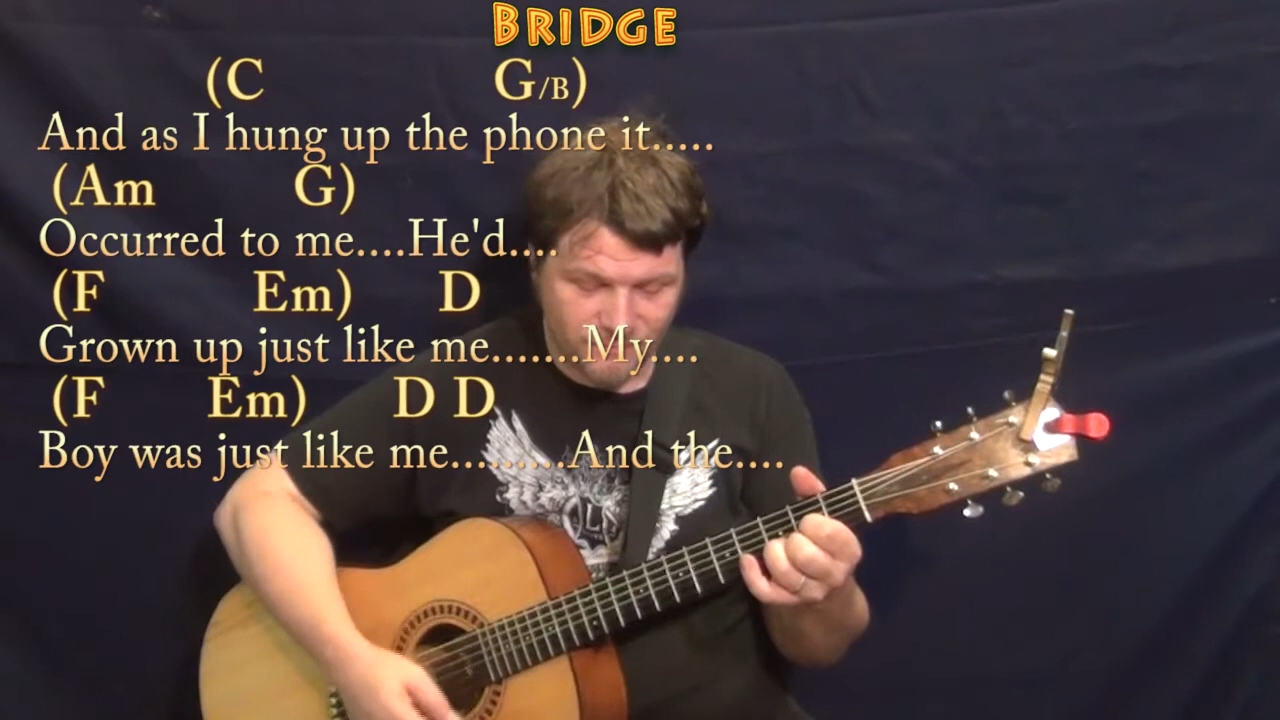 BRIDGE
(C G/B)
And as I hung up the phone it.....
(Am G)
Occurred to me....He'd....
(F Em) D
Grown up just like me.......My....
(F Em) D D
Boy was just like me.........And the....